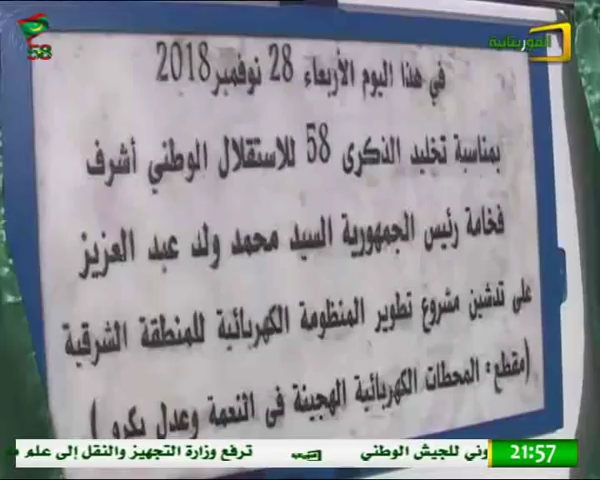 58
الموريتانية
في هذا اليوم الأربعاء 28 نوفمبر 2018
بمناسبة تخليد الذكرى 58 للاستقلال الوطني أشرف
فخامة رئيس الجمهورية السيد محمد ولد عبد العزيز
على تدشين مشروع تطوير المنظومة الكهربائية للمنطقة الشرقية
(مقطع: المحطات الكهربائية الهجينة في النعمة وعدل بكرو)
وني للجيش الوطني ترفع وزارة التجهيز والنقل إلى علم
21:57